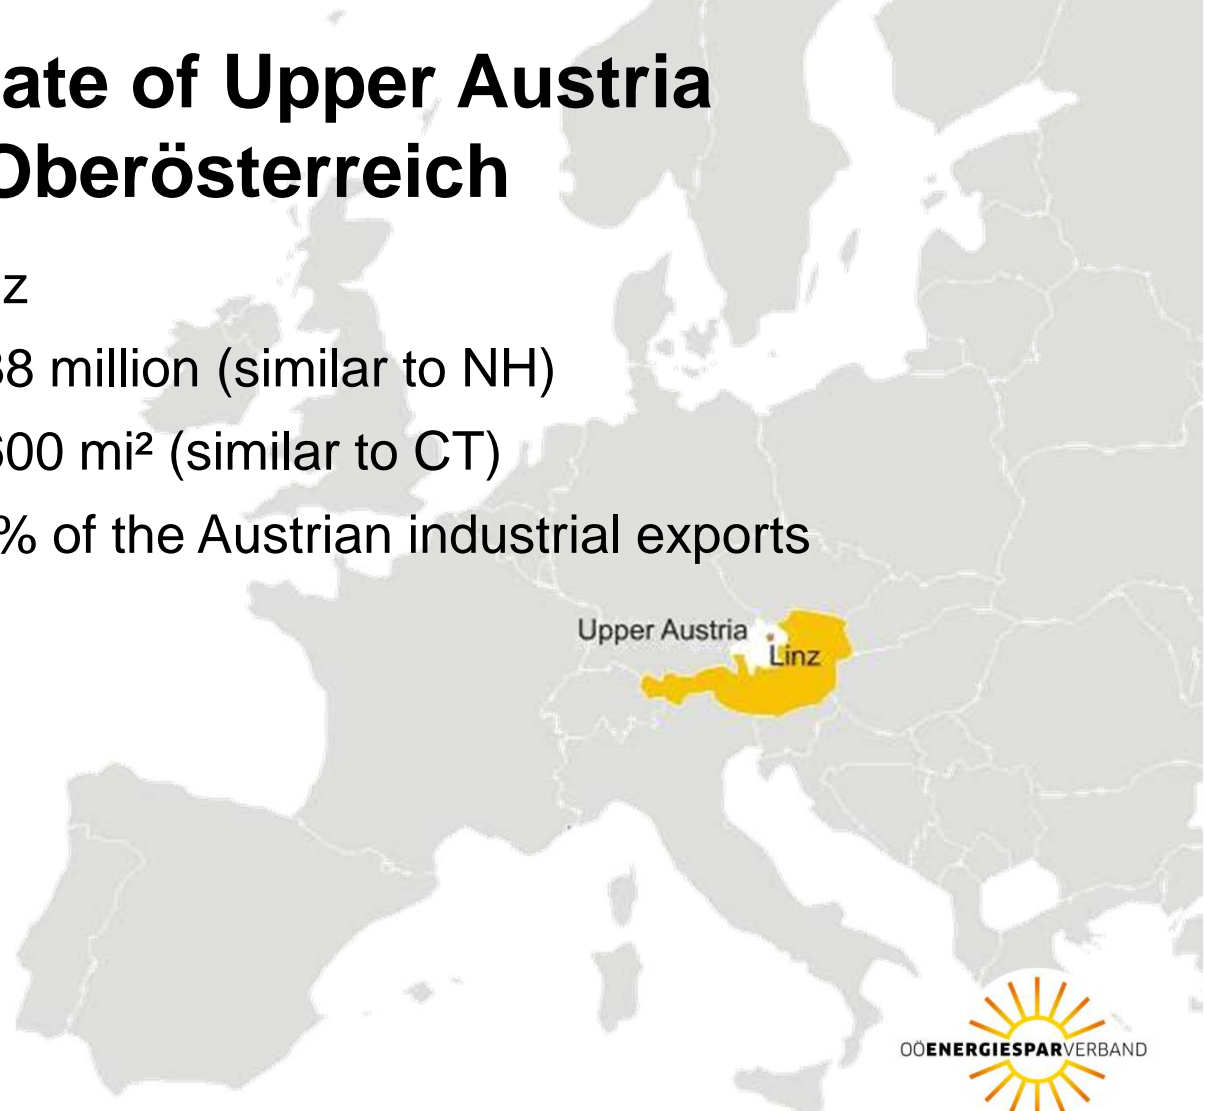 ate of Upper Austria
Oberösterreich
z
38 million (similar to NH)
600 mi² (similar to CT)
% of the Austrian industrial exports
Upper Austria
Linz
OÖENERGIESPARVERBAND